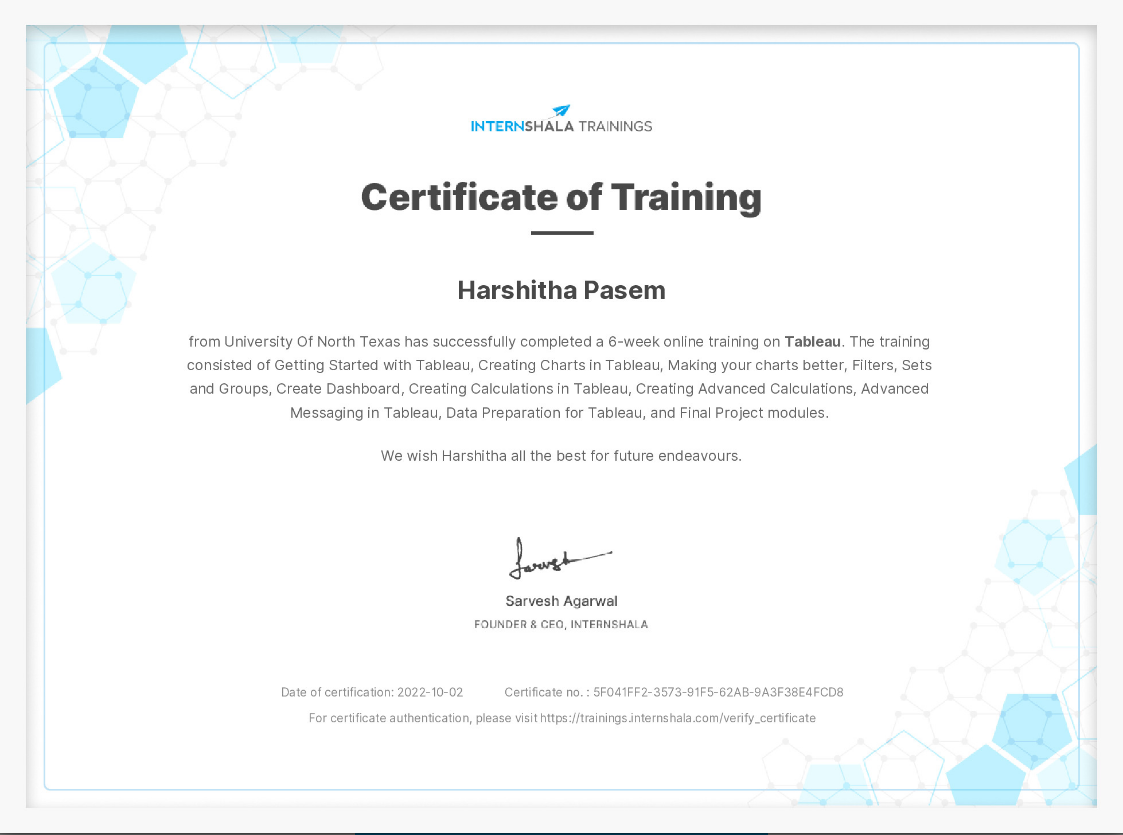 INTERNSHALA TRAININGS
Certificate of Training
Harshitha Pasem
from University Of North Texas has successfully completed a 6-week online training on Tableau. The training
consisted of Getting Started with Tableau, Creating Charts in Tableau, Making your charts better, Filters, Sets
and Groups, Create Dashboard, Creating Calculations in Tableau, Creating Advanced Calculations, Advanced
Messaging in Tableau, Data Preparation for Tableau, and Final Project modules.
We wish Harshitha all the best for future endeavours.
Sarvesh
Sarvesh Agarwal
FOUNDER & CEO, INTERNSHALA
Date of certification: 2022-10-02 Certificate no. : 5F041FF2-3573-91F5-62AB-9A3F38E4FCD8
For certificate authentication, please visit https://trainings.internshala.com/verify_certificate